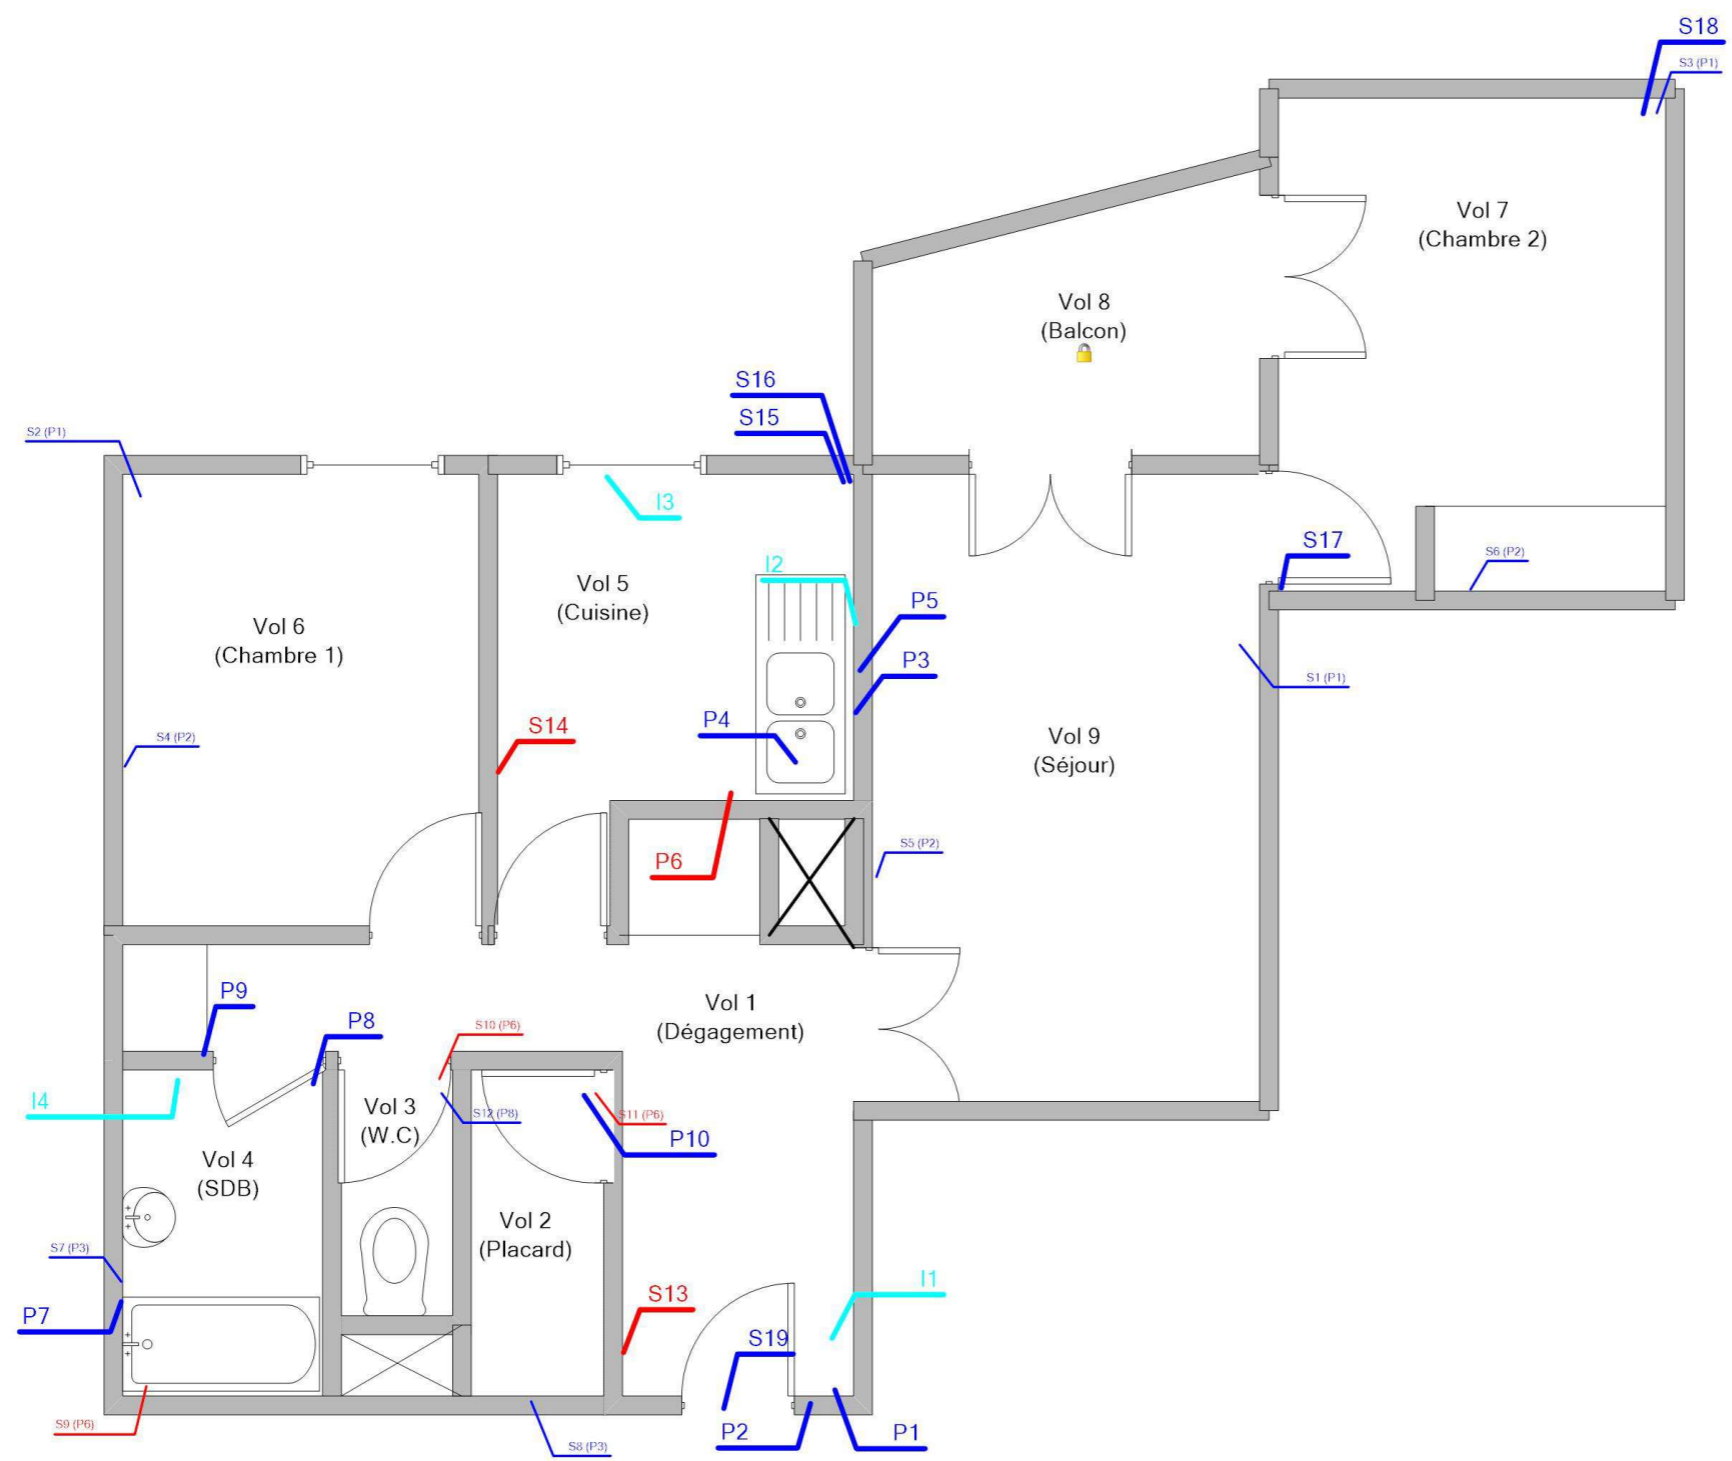 S18
S3 (P1)
Vol 7
(Chambre 2)
Vol 8
(Balcon)
S16
S15
S2 (P1)
I3
S17
S6 (P2)
I2
Vol 5
(Cuisine)
P5
Vol 6
(Chambre 1)
P3
S1 (P1)
S14
P4
S4 (P2)
Vol 9
(Séjour)
S5 (P2)
P6
P9
Vol 1
(Dégagement)
P8
S10 (P6)
I4
Vol 3
(W.C)
S12 (P8)
S11 (P6)
P10
Vol 4
(SDB)
Vol 2
(Placard)
S7 (P3)
I1
S13
P7
S19
S9 (P6)
P2
P1
S8 (P3)